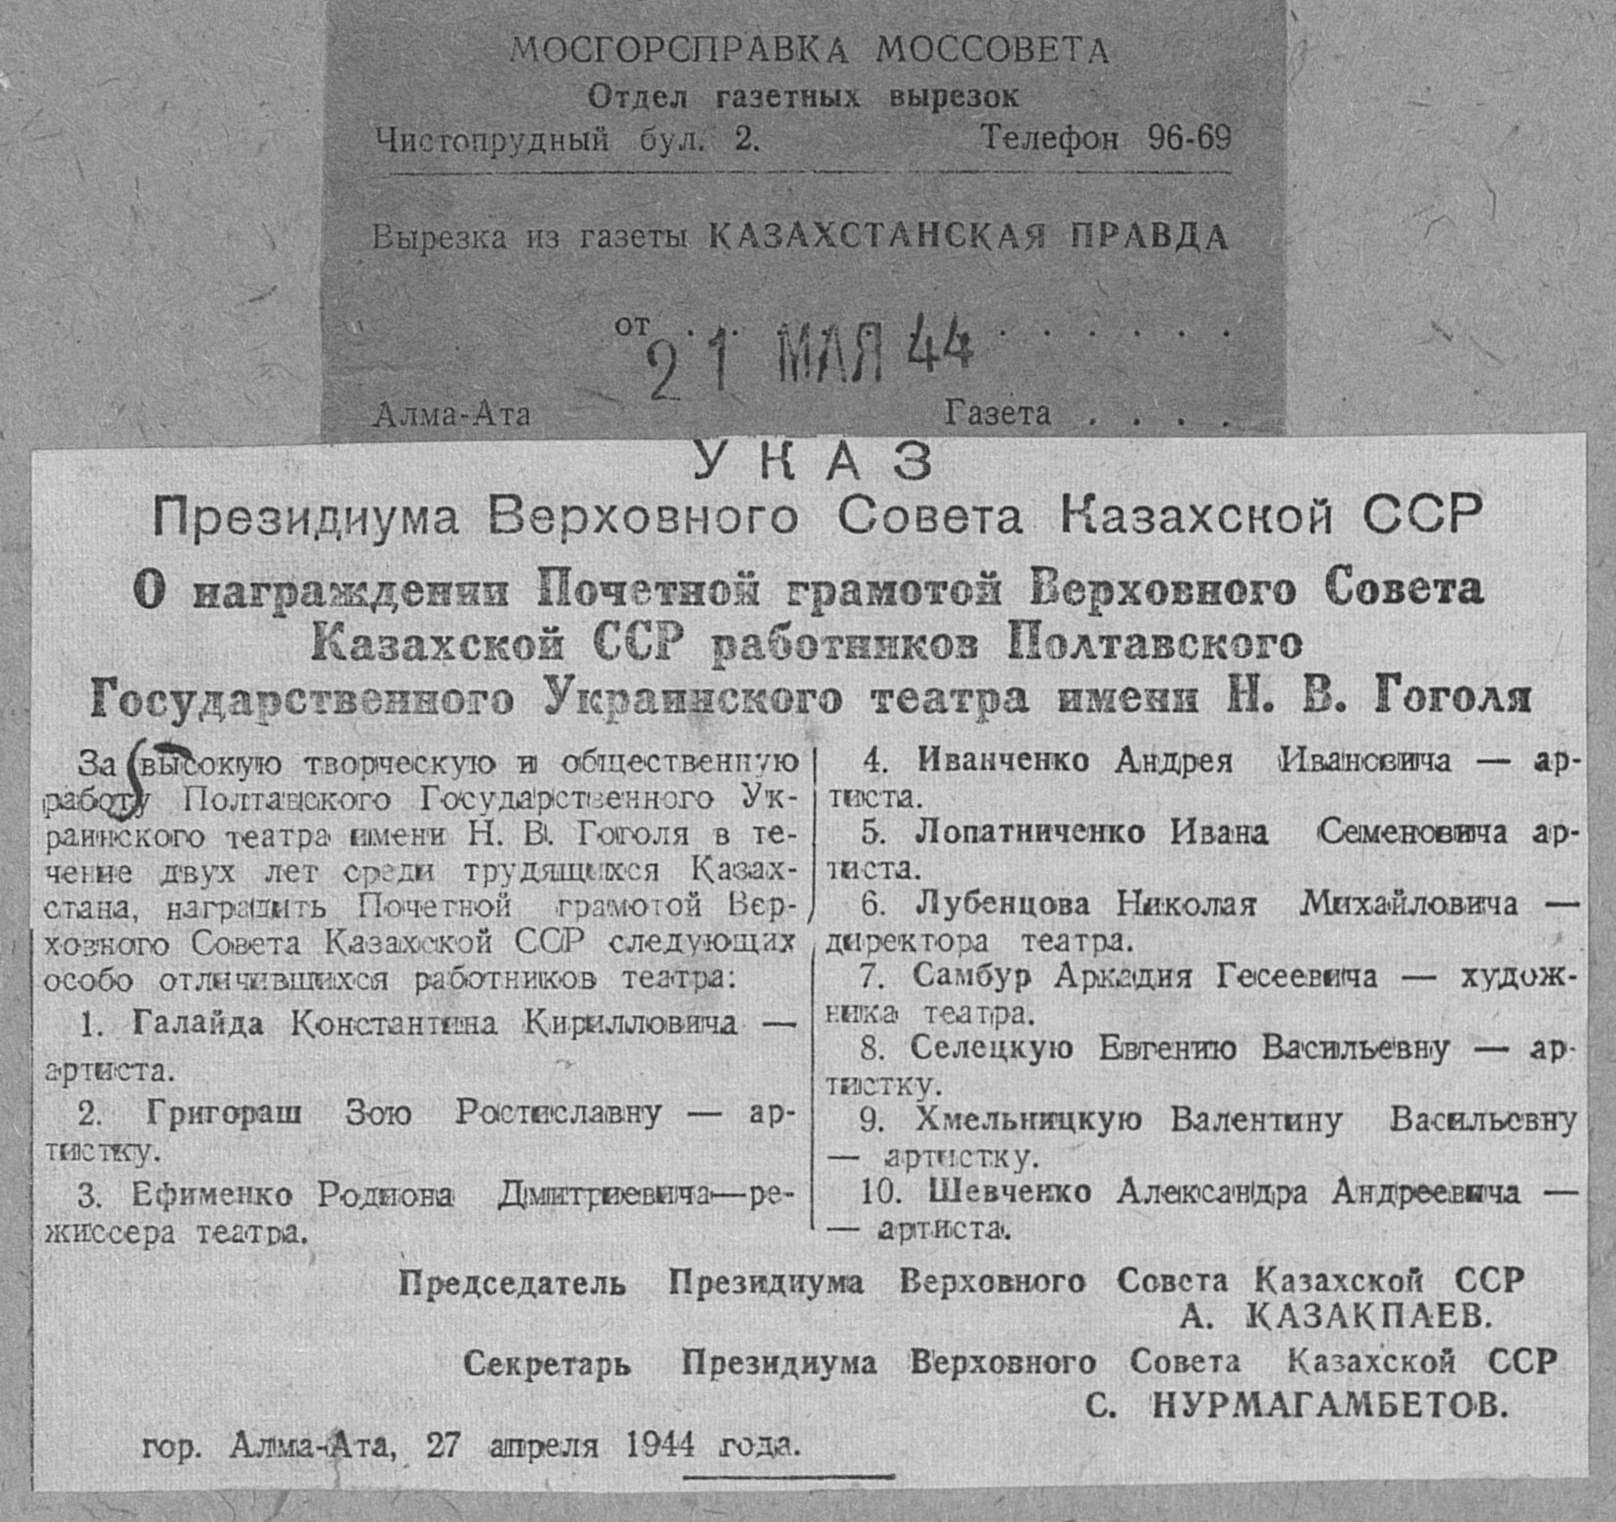 МОСГОРСПРАВКА МОССОВЕТА
Отдел газетных вырезок
Чистопрудный бул. 2. Телефон 96-69
Вырезка из газеты КАЗАХСТАНСКАЯ ПРАВДА
от . . . . . . . . .
21 МАЯ 44
Алма-Ата Газета . . . .
УКАЗ
Президиума Верховного Совета Казахской ССР
О награждении Почетной грамотой Верховного Совета
Казахской ССР работников Полтавского
Государственного Украинского театра имени Н. В. Гоголя
За высокую творческую и общественную
работу Полтавского Государственного Ук-
раинского театра имени Н. В. Гоголя в те-
чение двух лет среди трудящихся Казах-
стана, наградить Почетной грамотой Вер-
ховного Совета Казахской ССР следующих
особо отличившихся работников театра:
1. Галайда Константина Кирилловича —
артиста.
2. Григораш Зою Ростиславну — ар-
тистку.
3. Ефименко Родиона Дмитриевича—ре-
жиссера театра.
4. Иванченко Андрея Ивановича — ар-
тиста.
5. Лопатниченко Ивана Семеновича ар-
тиста.
6. Лубенцова Николая Михайловича —
директора театра.
7. Самбур Аркадия Гесеевича — худож-
ника театра.
8. Селецкую Евгению Васильевну — ар-
тистку.
9. Хмельницкую Валентину Васильевну
— артистку.
10. Шевченко Александра Андреевича —
— артиста.
Председатель Президиума Верховного Совета Казахской ССР
А. КАЗАКПАЕВ.
Секретарь Президиума Верховного Совета Казахской ССР
С. НУРМАГАМБЕТОВ.
гор. Алма-Ата, 27 апреля 1944 года.